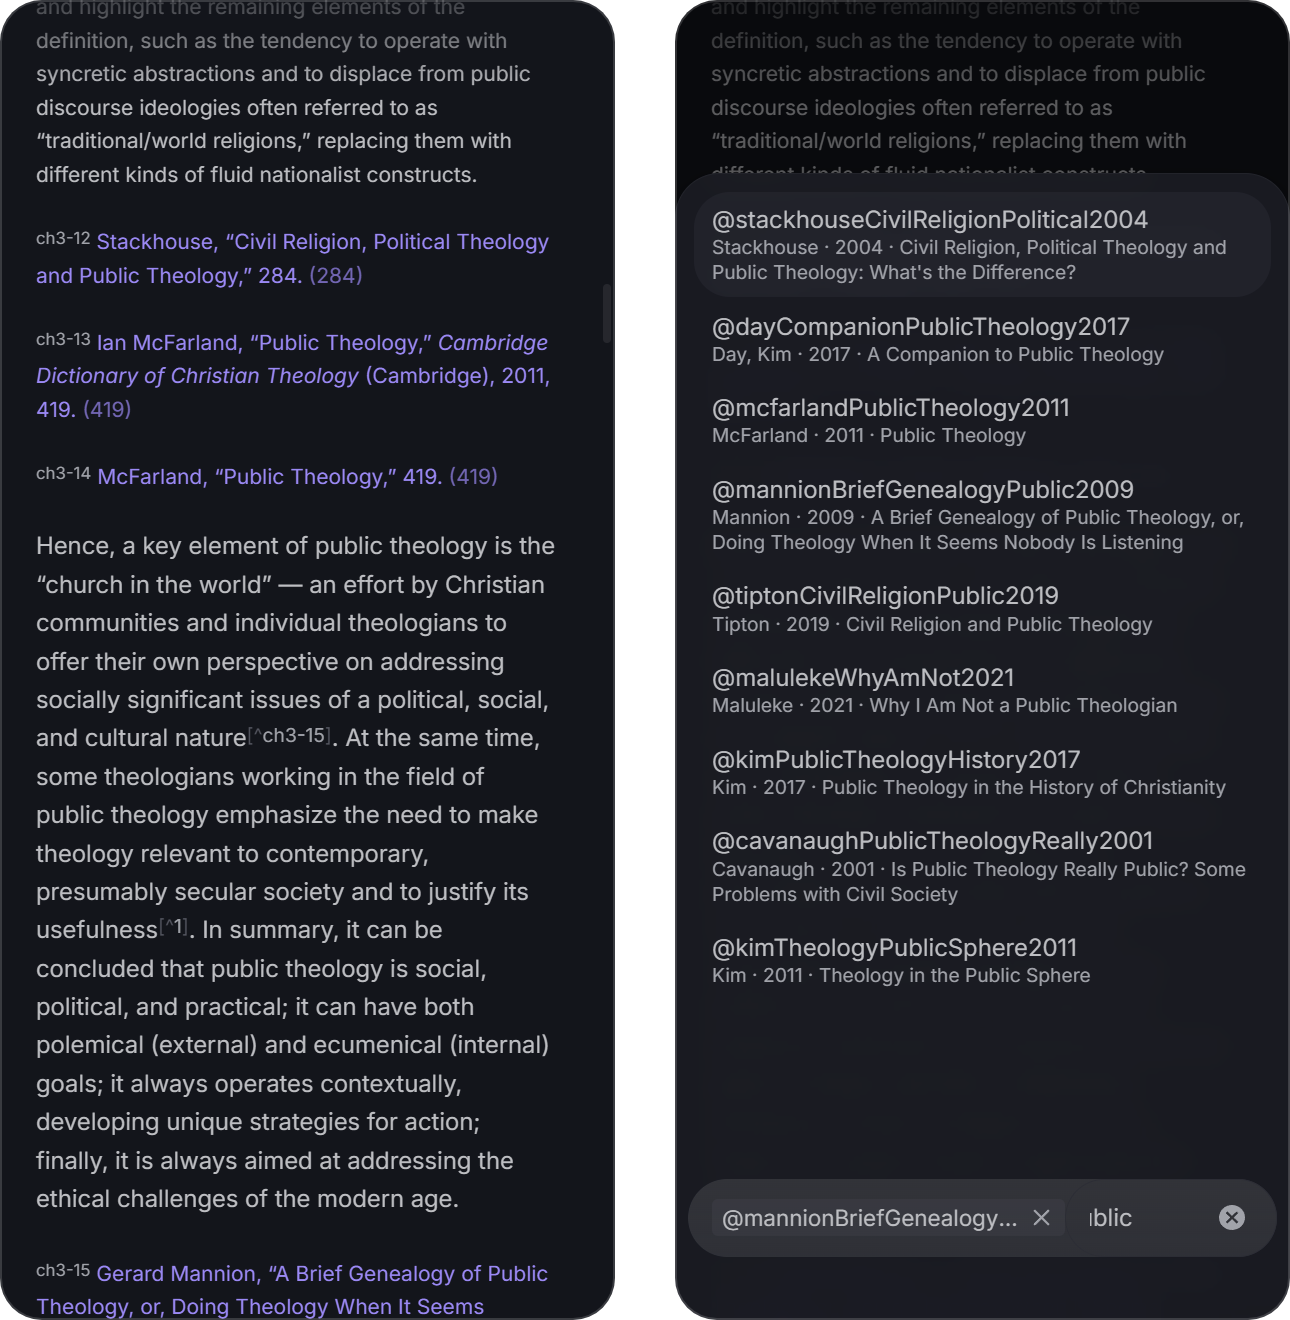 and highlight the remaining elements of the
definition, such as the tendency to operate with
syncretic abstractions and to displace from public
discourse ideologies often referred to as
“traditional/world religions,” replacing them with
different kinds of fluid nationalist constructs.
ch3-12 Stackhouse, “Civil Religion, Political Theology
and Public Theology,” 284. (284)
ch3-13 Ian McFarland, “Public Theology,” Cambridge
Dictionary of Christian Theology (Cambridge), 2011,
419. (419)
ch3-14 McFarland, “Public Theology,” 419. (419)
Hence, a key element of public theology is the
“church in the world” — an effort by Christian
communities and individual theologians to
offer their own perspective on addressing
socially significant issues of a political, social,
and cultural nature[^ch3-15]. At the same time,
some theologians working in the field of
public theology emphasize the need to make
theology relevant to contemporary,
presumably secular society and to justify its
usefulness[^1]. In summary, it can be
concluded that public theology is social,
political, and practical; it can have both
polemical (external) and ecumenical (internal)
goals; it always operates contextually,
developing unique strategies for action;
finally, it is always aimed at addressing the
ethical challenges of the modern age.
ch3-15 Gerard Mannion, “A Brief Genealogy of Public
Theology, or, Doing Theology When It Seems
and highlight the remaining elements of the
definition, such as the tendency to operate with
syncretic abstractions and to displace from public
discourse ideologies often referred to as
“traditional/world religions,” replacing them with
different kinds of fluid nationalist constructs.
@stackhouseCivilReligionPolitical2004
Stackhouse · 2004 · Civil Religion, Political Theology and
Public Theology: What's the Difference?
@dayCompanionPublicTheology2017
Day, Kim · 2017 · A Companion to Public Theology
@mcfarlandPublicTheology2011
McFarland · 2011 · Public Theology
@mannionBriefGenealogyPublic2009
Mannion · 2009 · A Brief Genealogy of Public Theology, or,
Doing Theology When It Seems Nobody Is Listening
@tiptonCivilReligionPublic2019
Tipton · 2019 · Civil Religion and Public Theology
@malulekeWhyAmNot2021
Maluleke · 2021 · Why I Am Not a Public Theologian
@kimPublicTheologyHistory2017
Kim · 2017 · Public Theology in the History of Christianity
@cavanaughPublicTheologyReally2001
Cavanaugh · 2001 · Is Public Theology Really Public? Some
Problems with Civil Society
@kimTheologyPublicSphere2011
Kim · 2011 · Theology in the Public Sphere
@mannionBriefGenealogy... blic